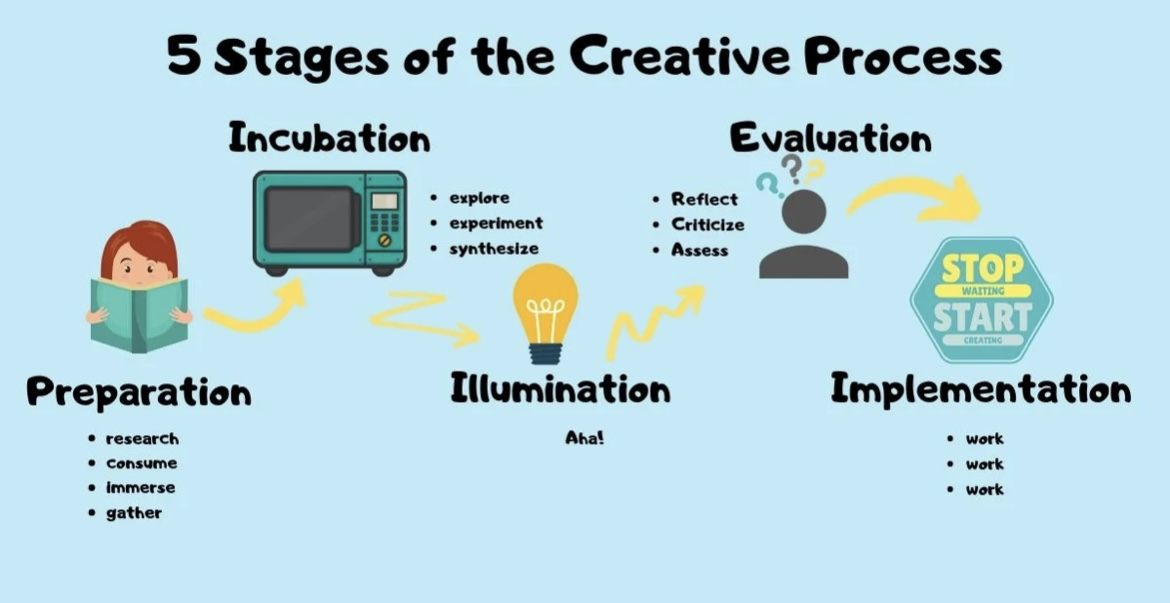 5 Stages of the Creative Process
Incubation
• explore
• experiment
• synthesize
Evaluation
• Reflect
• Criticize
• Assess
???
STOP
WAITING
START
CREATING
Preparation
• research
• consume
• immerse
• gather
Illumination
Aha!
Implementation
• work
• work
• work